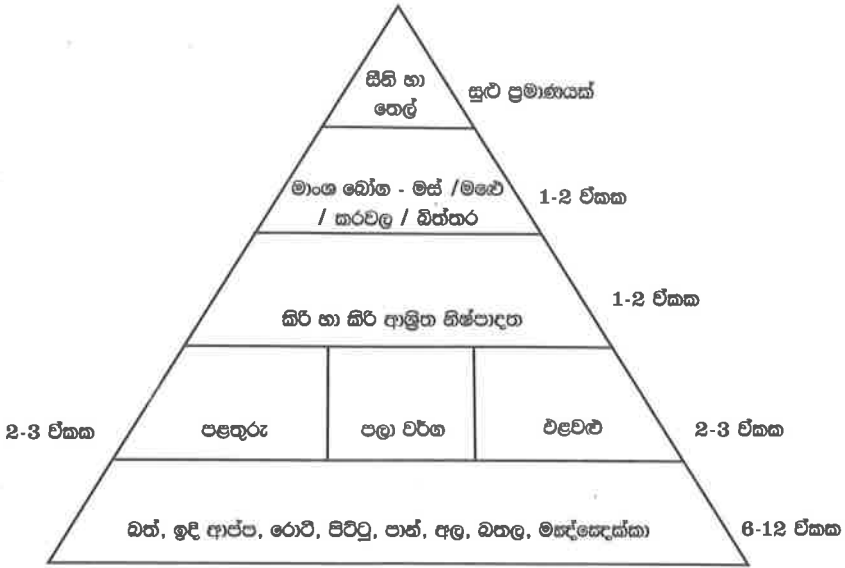 සීනි හා
තෙල්
සුළු ප්‍රමාණයක්
මාංශ බෝග - මස් /මාළු
/ කරවල / බිත්තර
1-2 ඒකක
කිරි හා කිරි ආශ්‍රිත නිෂ්පාදන
1-2 ඒකක
2-3 ඒකක
පළතුරු
පලා වර්ග
එළවළු
2-3 ඒකක
බත්, ඉදි ආප්ප, රොටී, පිට්ටු, පාන්, අල, බතල, මඤ්ඤොක්කා
6-12 ඒකක